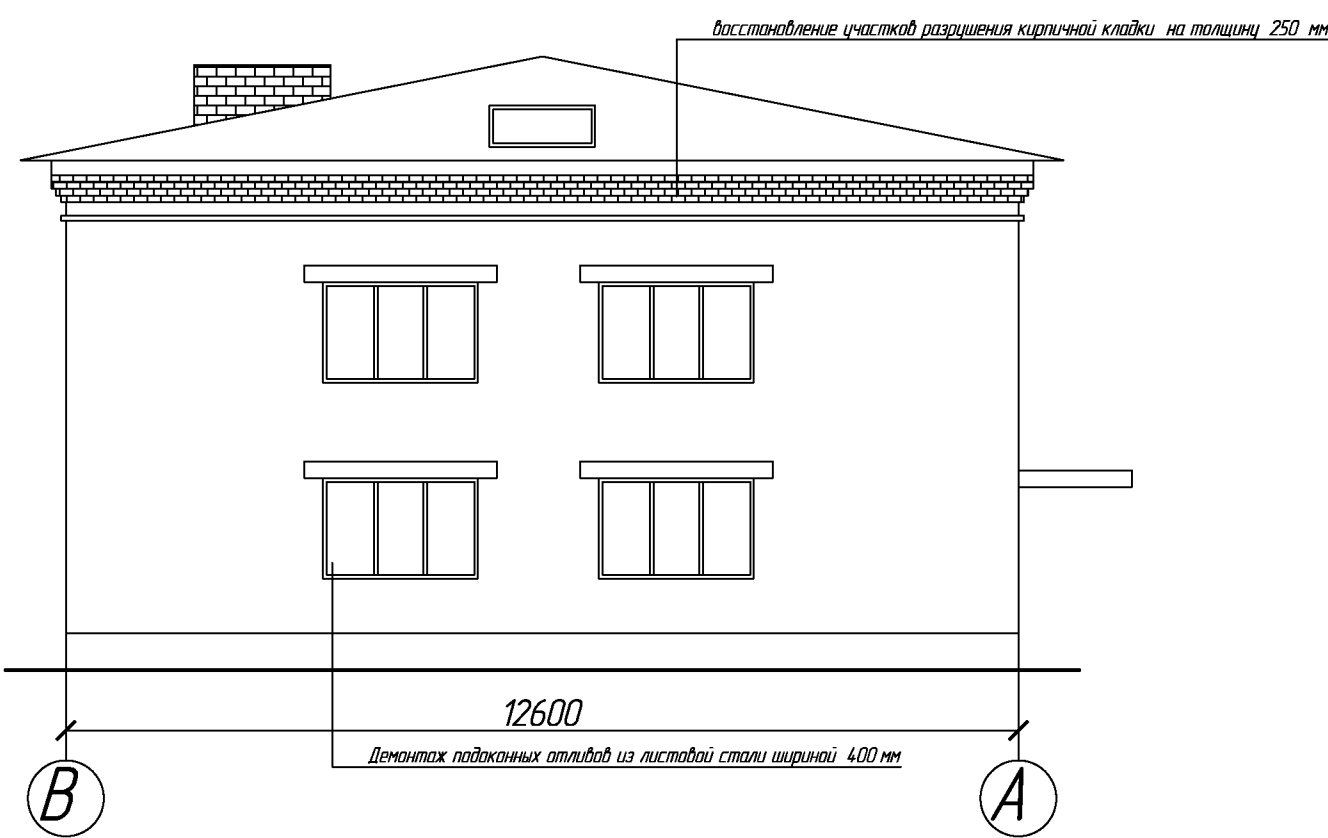 восстановление участков разрушения кирпичной кладки на толщину 250 мм
12600
Демонтаж подоконных отливов из листовой стали шириной 400 мм
В
А